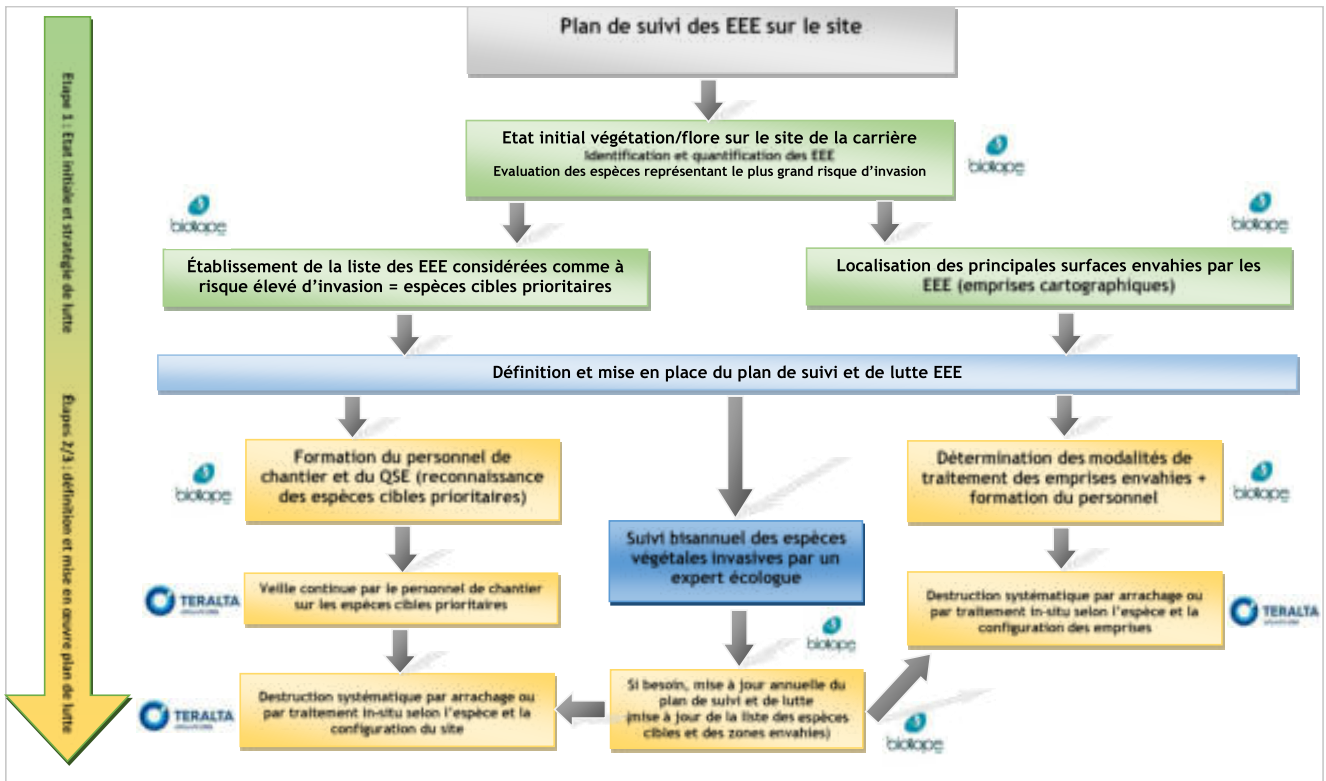 Plan de suivi des EEE sur le site
Etat initial végétation/flore sur le site de la carrière
Identification et quantification des EEE
Evaluation des espèces représentant le plus grand risque d'invasion
biotope
biotope
biotope
Établissement de la liste des EEE considérées comme à
risque élevé d'invasion = espèces cibles prioritaires
Localisation des principales surfaces envahies par les
EEE (emprises cartographiques)
Etape 1 : Etat initiale et stratégie de lutte
Définition et mise en place du plan de suivi et de lutte EEE
Étapes 2/3 : définition et mise en œuvre plan de lutte
biotope
Formation du personnel de
chantier et du QSE (reconnaissance
des espèces cibles prioritaires)
Suivi bisannuel des espèces
végétales invasives par un
expert écologue
Détermination des modalités de
traitement des emprises envahies +
formation du personnel
biotope
TERALTA
Veille continue par le personnel de chantier
sur les espèces cibles prioritaires
biotope
Destruction systématique par arrachage ou
par traitement in-situ selon l'espèce et la
configuration des emprises
TERALTA
TERALTA
Destruction systématique par arrachage ou
par traitement in-situ selon l'espèce et la
configuration du site
Si besoin, mise à jour annuelle du
plan de suivi et de lutte
(mise à jour de la liste des espèces
cibles et des zones envahies)
biotope